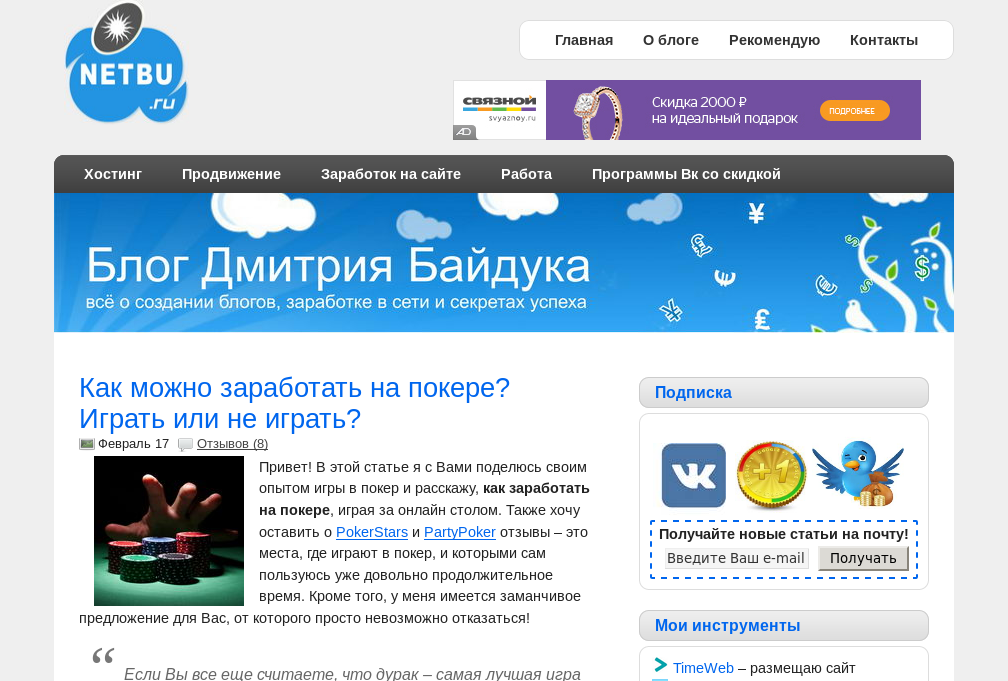 NETBU
.ru
Главная О блоге Рекомендую Контакты
СВЯЗНОЙ
svyaznoy.ru
AD
Скидка 2000 ₽
на идеальный подарок
ПОДРОБНЕЕ
Хостинг Продвижение Заработок на сайте Работа Программы Вк со скидкой
Блог Дмитрия Байдука
всё о создании блогов, заработке в сети и секретах успеха
Как можно заработать на покере?
Играть или не играть?
Февраль 17 Отзывов (8)
Привет! В этой статье я с Вами поделюсь своим
опытом игры в покер и расскажу, как заработать
на покере, играя за онлайн столом. Также хочу
оставить о PokerStars и PartyPoker отзывы – это
места, где играют в покер, и которыми сам
пользуюсь уже довольно продолжительное
время. Кроме того, у меня имеется заманчивое
предложение для Вас, от которого просто невозможно отказаться!
“ Если Вы все еще считаете, что дурак – самая лучшая игра
Подписка
+1
Получайте новые статьи на почту!
Введите Ваш e-mail Получать
Мои инструменты
TimeWeb – размещаю сайт